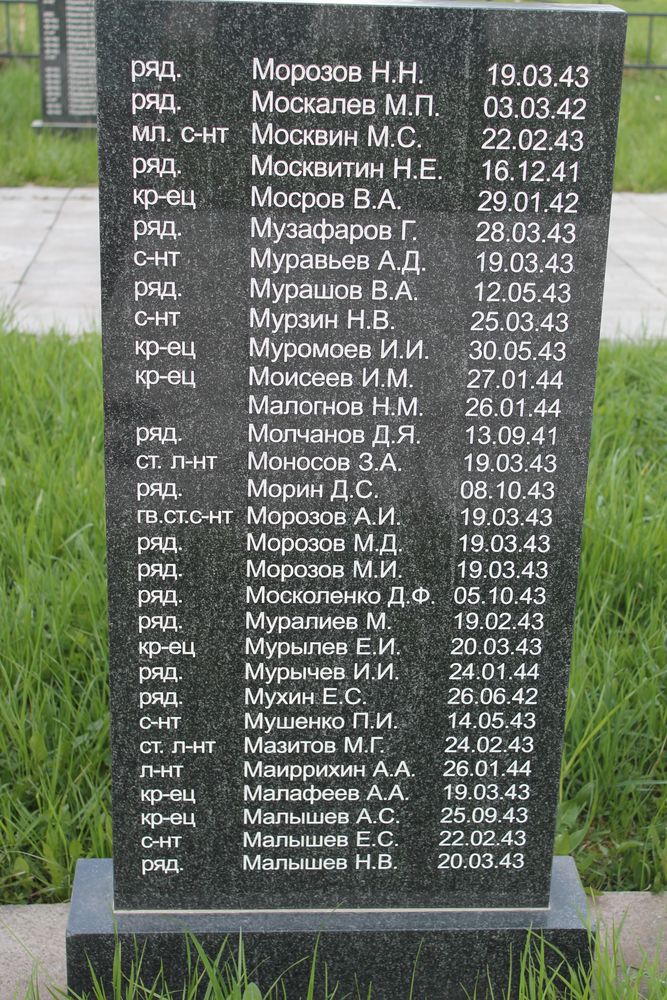 ряд. Морозов Н.Н. 19.03.43
ряд. Москалев М.П. 03.03.42
мл. с-нт Москвин М.С. 22.02.43
ряд. Москвитин Н.Е. 16.12.41
кр-ец Мосров В.А. 29.01.42
ряд. Музафаров Г. 28.03.43
с-нт Муравьев А.Д. 19.03.43
ряд. Мурашов В.А. 12.05.43
с-нт Мурзин Н.В. 25.03.43
кр-ец Муромоев И.И. 30.05.43
кр-ец Моисеев И.М. 27.01.44
Малогнов Н.М. 26.01.44
ряд. Молчанов Д.Я. 13.09.41
ст. л-нт Моносов З.А. 19.03.43
ряд. Морин Д.С. 08.10.43
гв.ст.с-нт Морозов А.И. 19.03.43
ряд. Морозов М.Д. 19.03.43
ряд. Морозов М.И. 19.03.43
ряд. Москоленко Д.Ф. 05.10.43
ряд. Муралиев М. 19.02.43
кр-ец Мурылев Е.И. 20.03.43
ряд. Мурычев И.И. 24.01.44
ряд. Мухин Е.С. 26.06.42
с-нт Мушенко П.И. 14.05.43
ст. л-нт Мазитов М.Г. 24.02.43
л-нт Маиррихин А.А. 26.01.44
кр-ец Малафеев А.А. 19.03.43
кр-ец Малышев А.С. 25.09.43
с-нт Малышев Е.С. 22.02.43
ряд. Малышев Н.В. 20.03.43